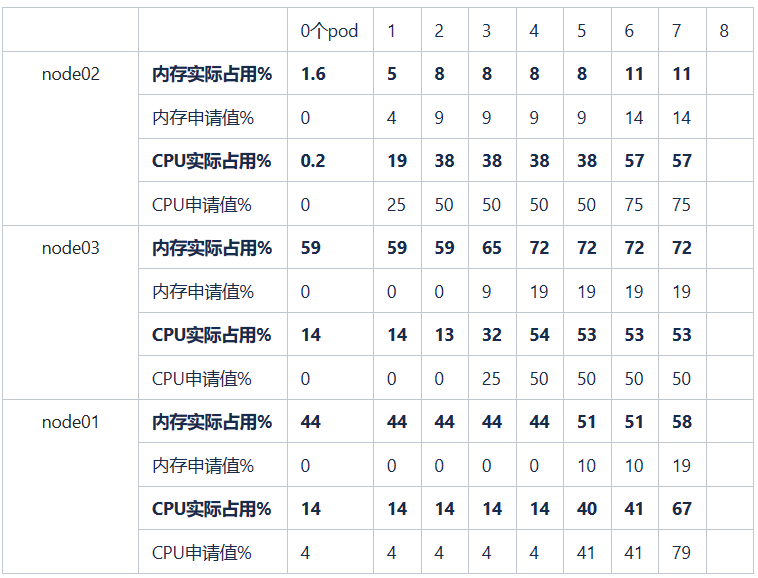 0个pod 1 2 3 4 5 6 7 8
node02 内存实际占用% 1.6 5 8 8 8 8 11 11
内存申请值% 0 4 9 9 9 9 14 14
CPU实际占用% 0.2 19 38 38 38 38 57 57
CPU申请值% 0 25 50 50 50 50 75 75
node03 内存实际占用% 59 59 59 65 72 72 72 72
内存申请值% 0 0 0 9 19 19 19 19
CPU实际占用% 14 14 13 32 54 53 53 53
CPU申请值% 0 0 0 25 50 50 50 50
node01 内存实际占用% 44 44 44 44 44 51 51 58
内存申请值% 0 0 0 0 0 10 10 19
CPU实际占用% 14 14 14 14 14 40 41 67
CPU申请值% 4 4 4 4 4 41 41 79